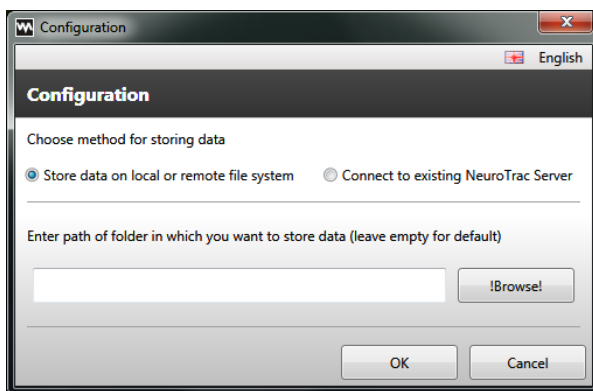 Configuration
English
Configuration
Choose method for storing data
Store data on local or remote file system Connect to existing NeuroTrac Server
Enter path of folder in which you want to store data (leave empty for default)
!Browse!
OK Cancel